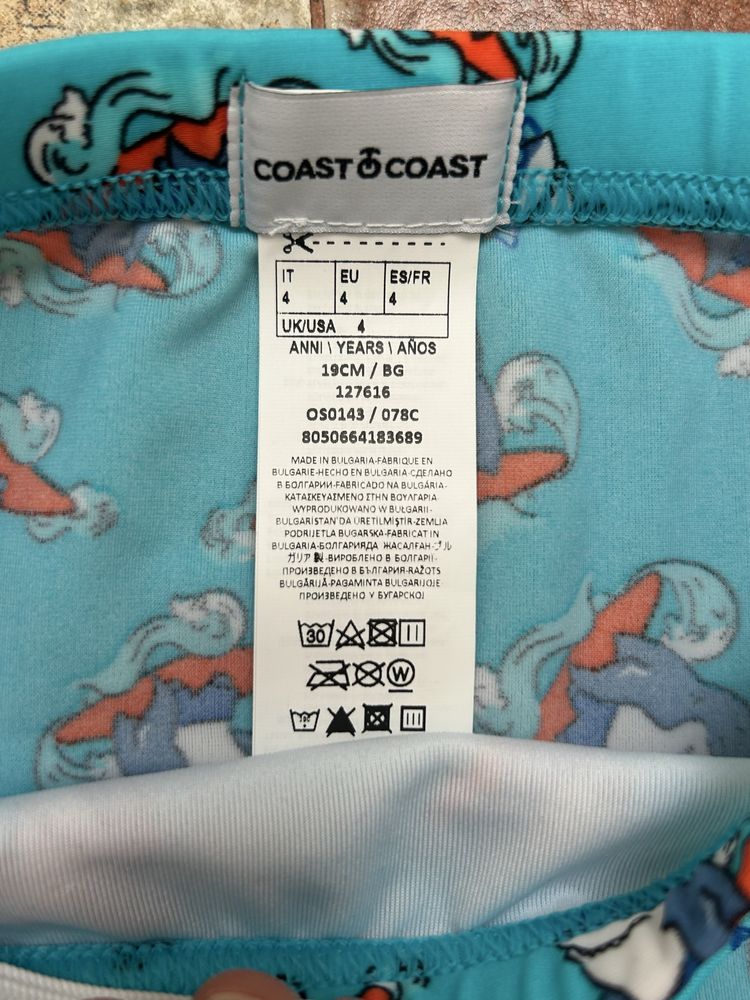 COAST COAST
IT EU ES/FR
4 4 4
UK/USA 4
ANNI \ YEARS \ AÑOS
19CM / BG
127616
OS0143 / 078C
8050664183689
MADE IN BULGARIA-FABRIQUE EN
BULGARIE-HECHO EN BULGARIA-СДЕЛАНО
В БОЛГАРИИ-FABRICADO NA BULGÁRIA-
ΚΑΤΑΣΚΕΥΑΣΜΕΝΟ ΣΤΗΝ ΒΟΥΛΓΑΡΙΑ
WYPRODUKOWANO W BUŁGARII-
BULGARISTAN'DA ÜRETİLMİŞTİR-ZEMLJA
PODRIJETLA BUGARSKA-FABRICAT IN
BULGARIA-БОЛГАРИЯДА ЖАСАЛҒАН-ブル
ガリア 製-ВИРОБЛЕНО В БОЛГАРІЇ-
ПРОИЗВЕДЕНО В БЪЛГАРИЯ-RAŽOTS
BULGĀRIJĀ-PAGAMINTA BULGARIJOJE-
ПРОИЗВЕДЕНО У БУГАРСКОЈ
30
W